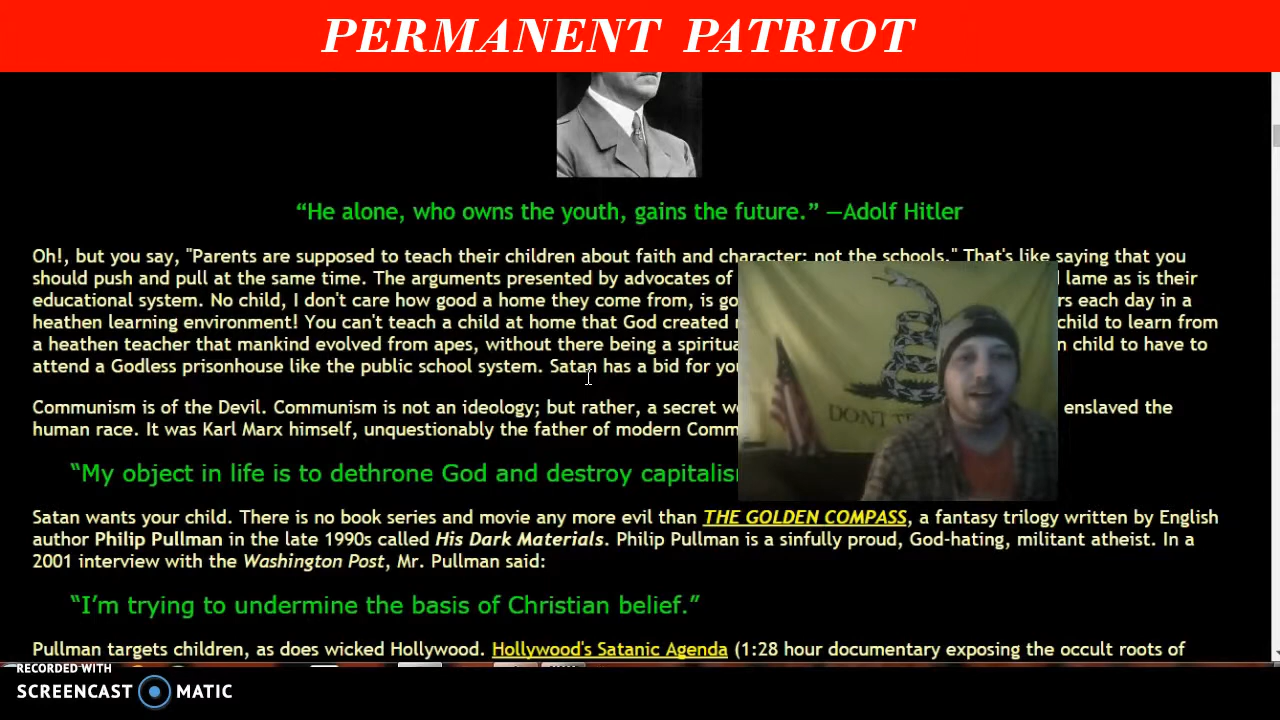 PERMANENT PATRIOT
“He alone, who owns the youth, gains the future.” —Adolf Hitler
Oh!, but you say, "Parents are supposed to teach their children about faith and character; not the schools." That's like saying that you
should push and pull at the same time. The arguments presented by advocates of lame as is their
educational system. No child, I don't care how good a home they come from, is each day in a
heathen learning environment! You can't teach a child at home that God created child to learn from
a heathen teacher that mankind evolved from apes, without there being a child to have to
attend a Godless prisonhouse like the public school system. Satan has a bid for
DON'T
Communism is of the Devil. Communism is not an ideology; but rather, a secret enslaved the
human race. It was Karl Marx himself, unquestionably the father of modern
“My object in life is to dethrone God and destroy
Satan wants your child. There is no book series and movie any more evil than THE GOLDEN COMPASS, a fantasy trilogy written by English
author Philip Pullman in the late 1990s called His Dark Materials. Philip Pullman is a sinfully proud, God-hating, militant atheist. In a
2001 interview with the Washington Post, Mr. Pullman said:
“I’m trying to undermine the basis of Christian belief.”
Pullman targets children, as does wicked Hollywood. Hollywood's Satanic Agenda (1:28 hour documentary exposing the occult roots of
RECORDED WITH
SCREENCAST MATIC